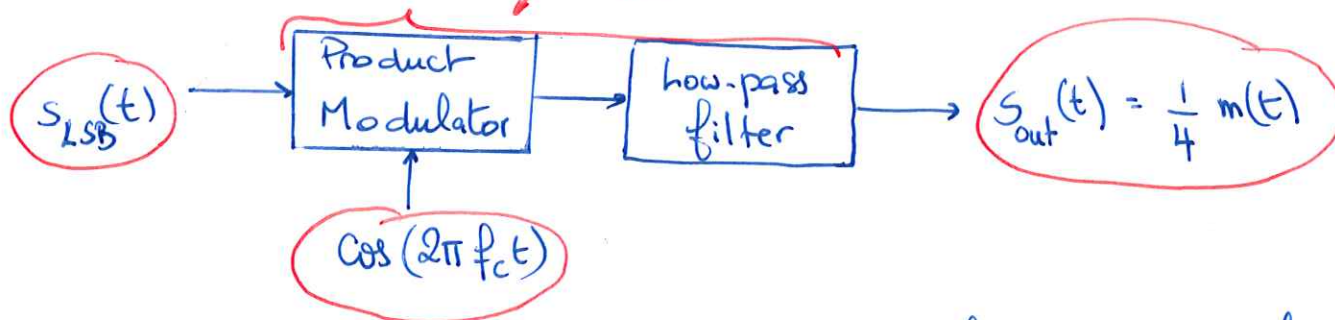 Product
Modulator
Low-pass
filter
s_LSB(t)
S_out(t) = 1/4 m(t)
Cos(2π f_c t)